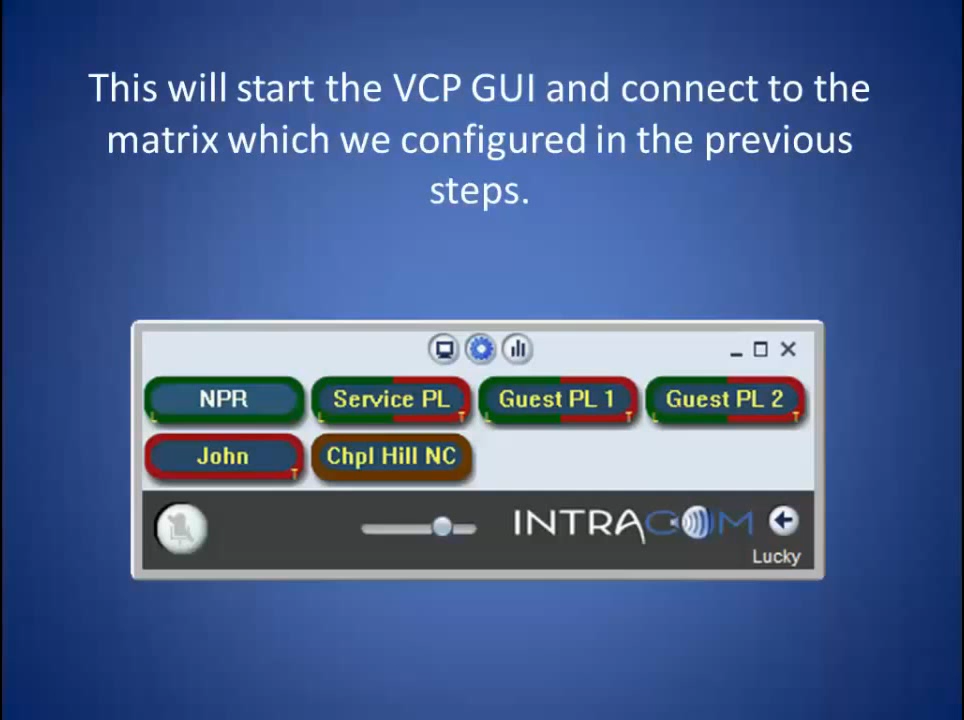 This will start the VCP GUI and connect to the
matrix which we configured in the previous
steps.
NPR
L
Service PL
L T
Guest PL 1
L T
Guest PL 2
L T
John
T
Chpl Hill NC
INTRACOM
Lucky